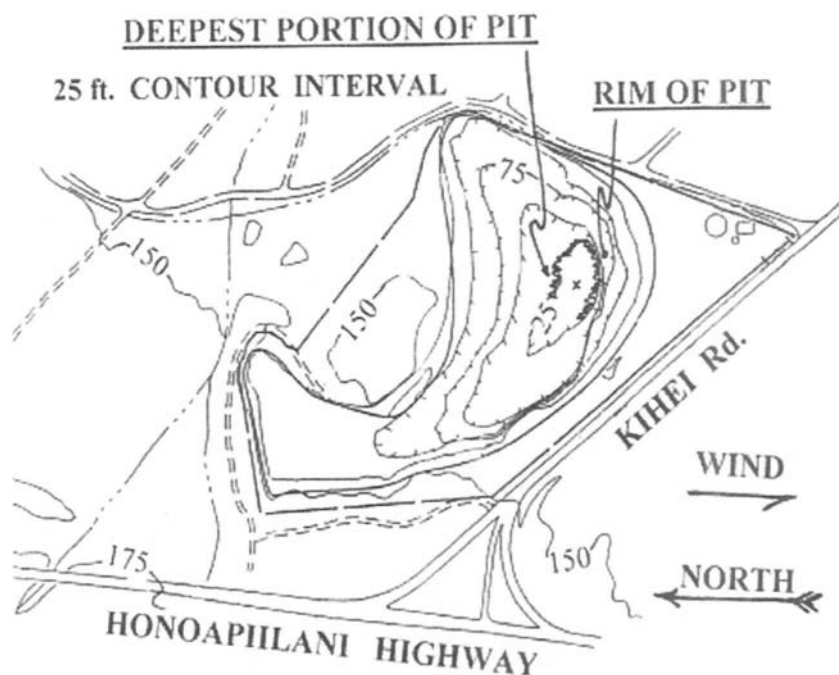 DEEPEST PORTION OF PIT
25 ft. CONTOUR INTERVAL
RIM OF PIT
75
150
150
25
x
KIHEI Rd.
WIND
150
NORTH
175
HONOAPIILANI HIGHWAY